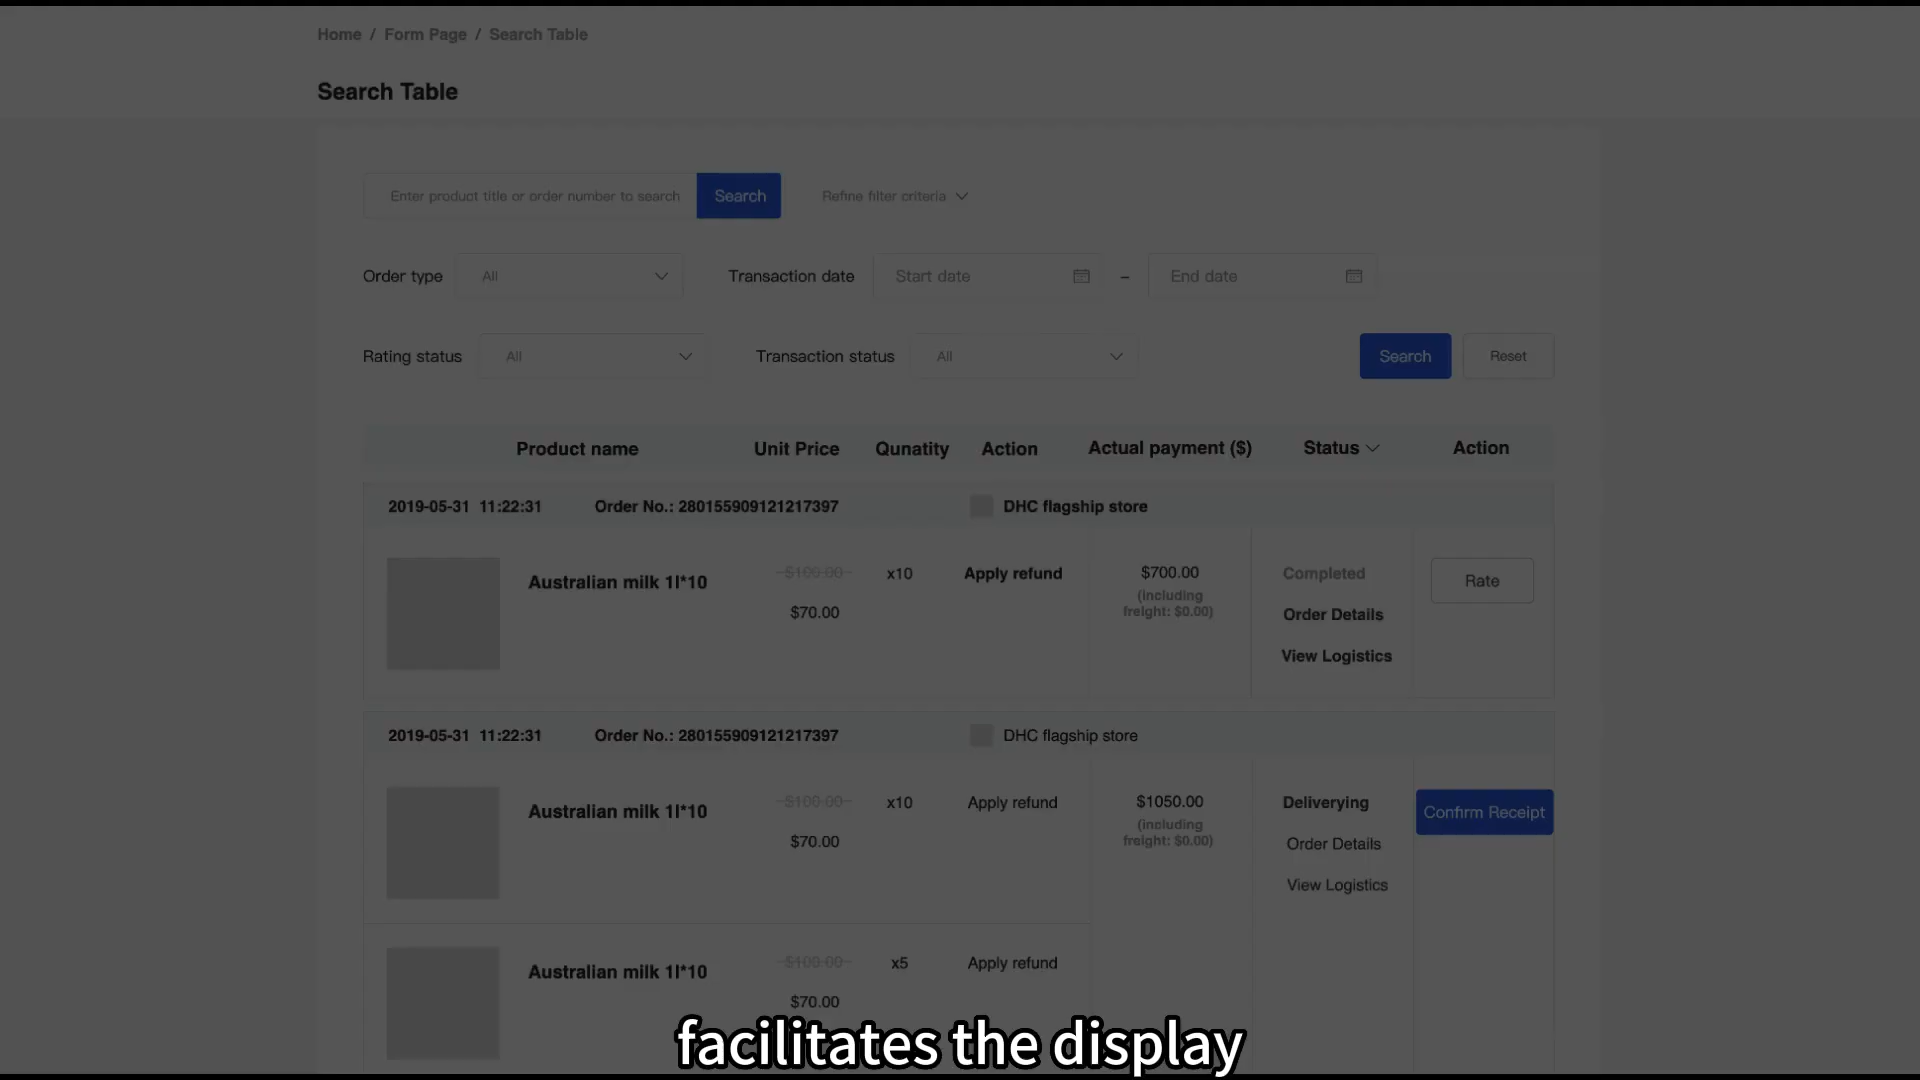 Home / Form Page / Search Table
Search Table
Enter product title or order number to search Search Refine filter criteria
Order type All Transaction date Start date – End date
Rating status All Transaction status All Search Reset
Product name Unit Price Qunatity Action Actual payment ($) Status Action
2019-05-31 11:22:31 Order No.: 280155909121217397 DHC flagship store
Australian milk 1l*10 $100.00 x10 Apply refund $700.00 Completed Rate
(including
freight: $0.00)
$70.00 Order Details
View Logistics
2019-05-31 11:22:31 Order No.: 280155909121217397 DHC flagship store
Australian milk 1l*10 $100.00 x10 Apply refund $1050.00 Deliverying Confirm Receipt
(including
freight: $0.00)
$70.00 Order Details
View Logistics
Australian milk 1l*10 $100.00 x5 Apply refund
$70.00
facilitates the display